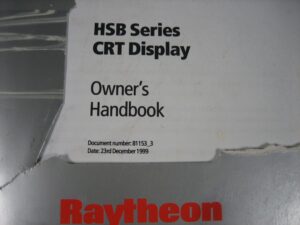 HSB Series
CRT Display
Owner's
Handbook
Document number: 81153_3
Date: 23rd December 1999
Raytheon